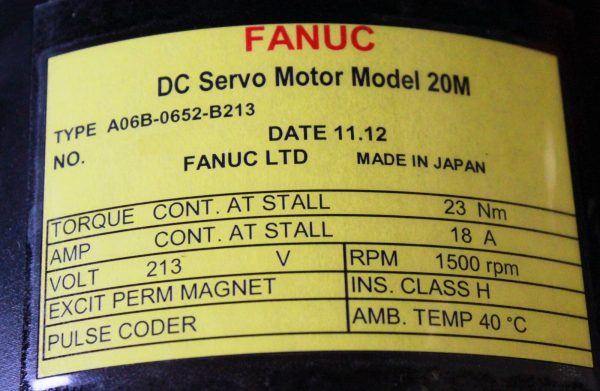 FANUC
DC Servo Motor Model 20M
TYPE A06B-0652-B213
DATE 11.12
NO. FANUC LTD MADE IN JAPAN
TORQUE CONT. AT STALL 23 Nm
AMP CONT. AT STALL 18 A
VOLT 213 V RPM 1500 rpm
EXCIT PERM MAGNET INS. CLASS H
PULSE CODER AMB. TEMP 40 °C